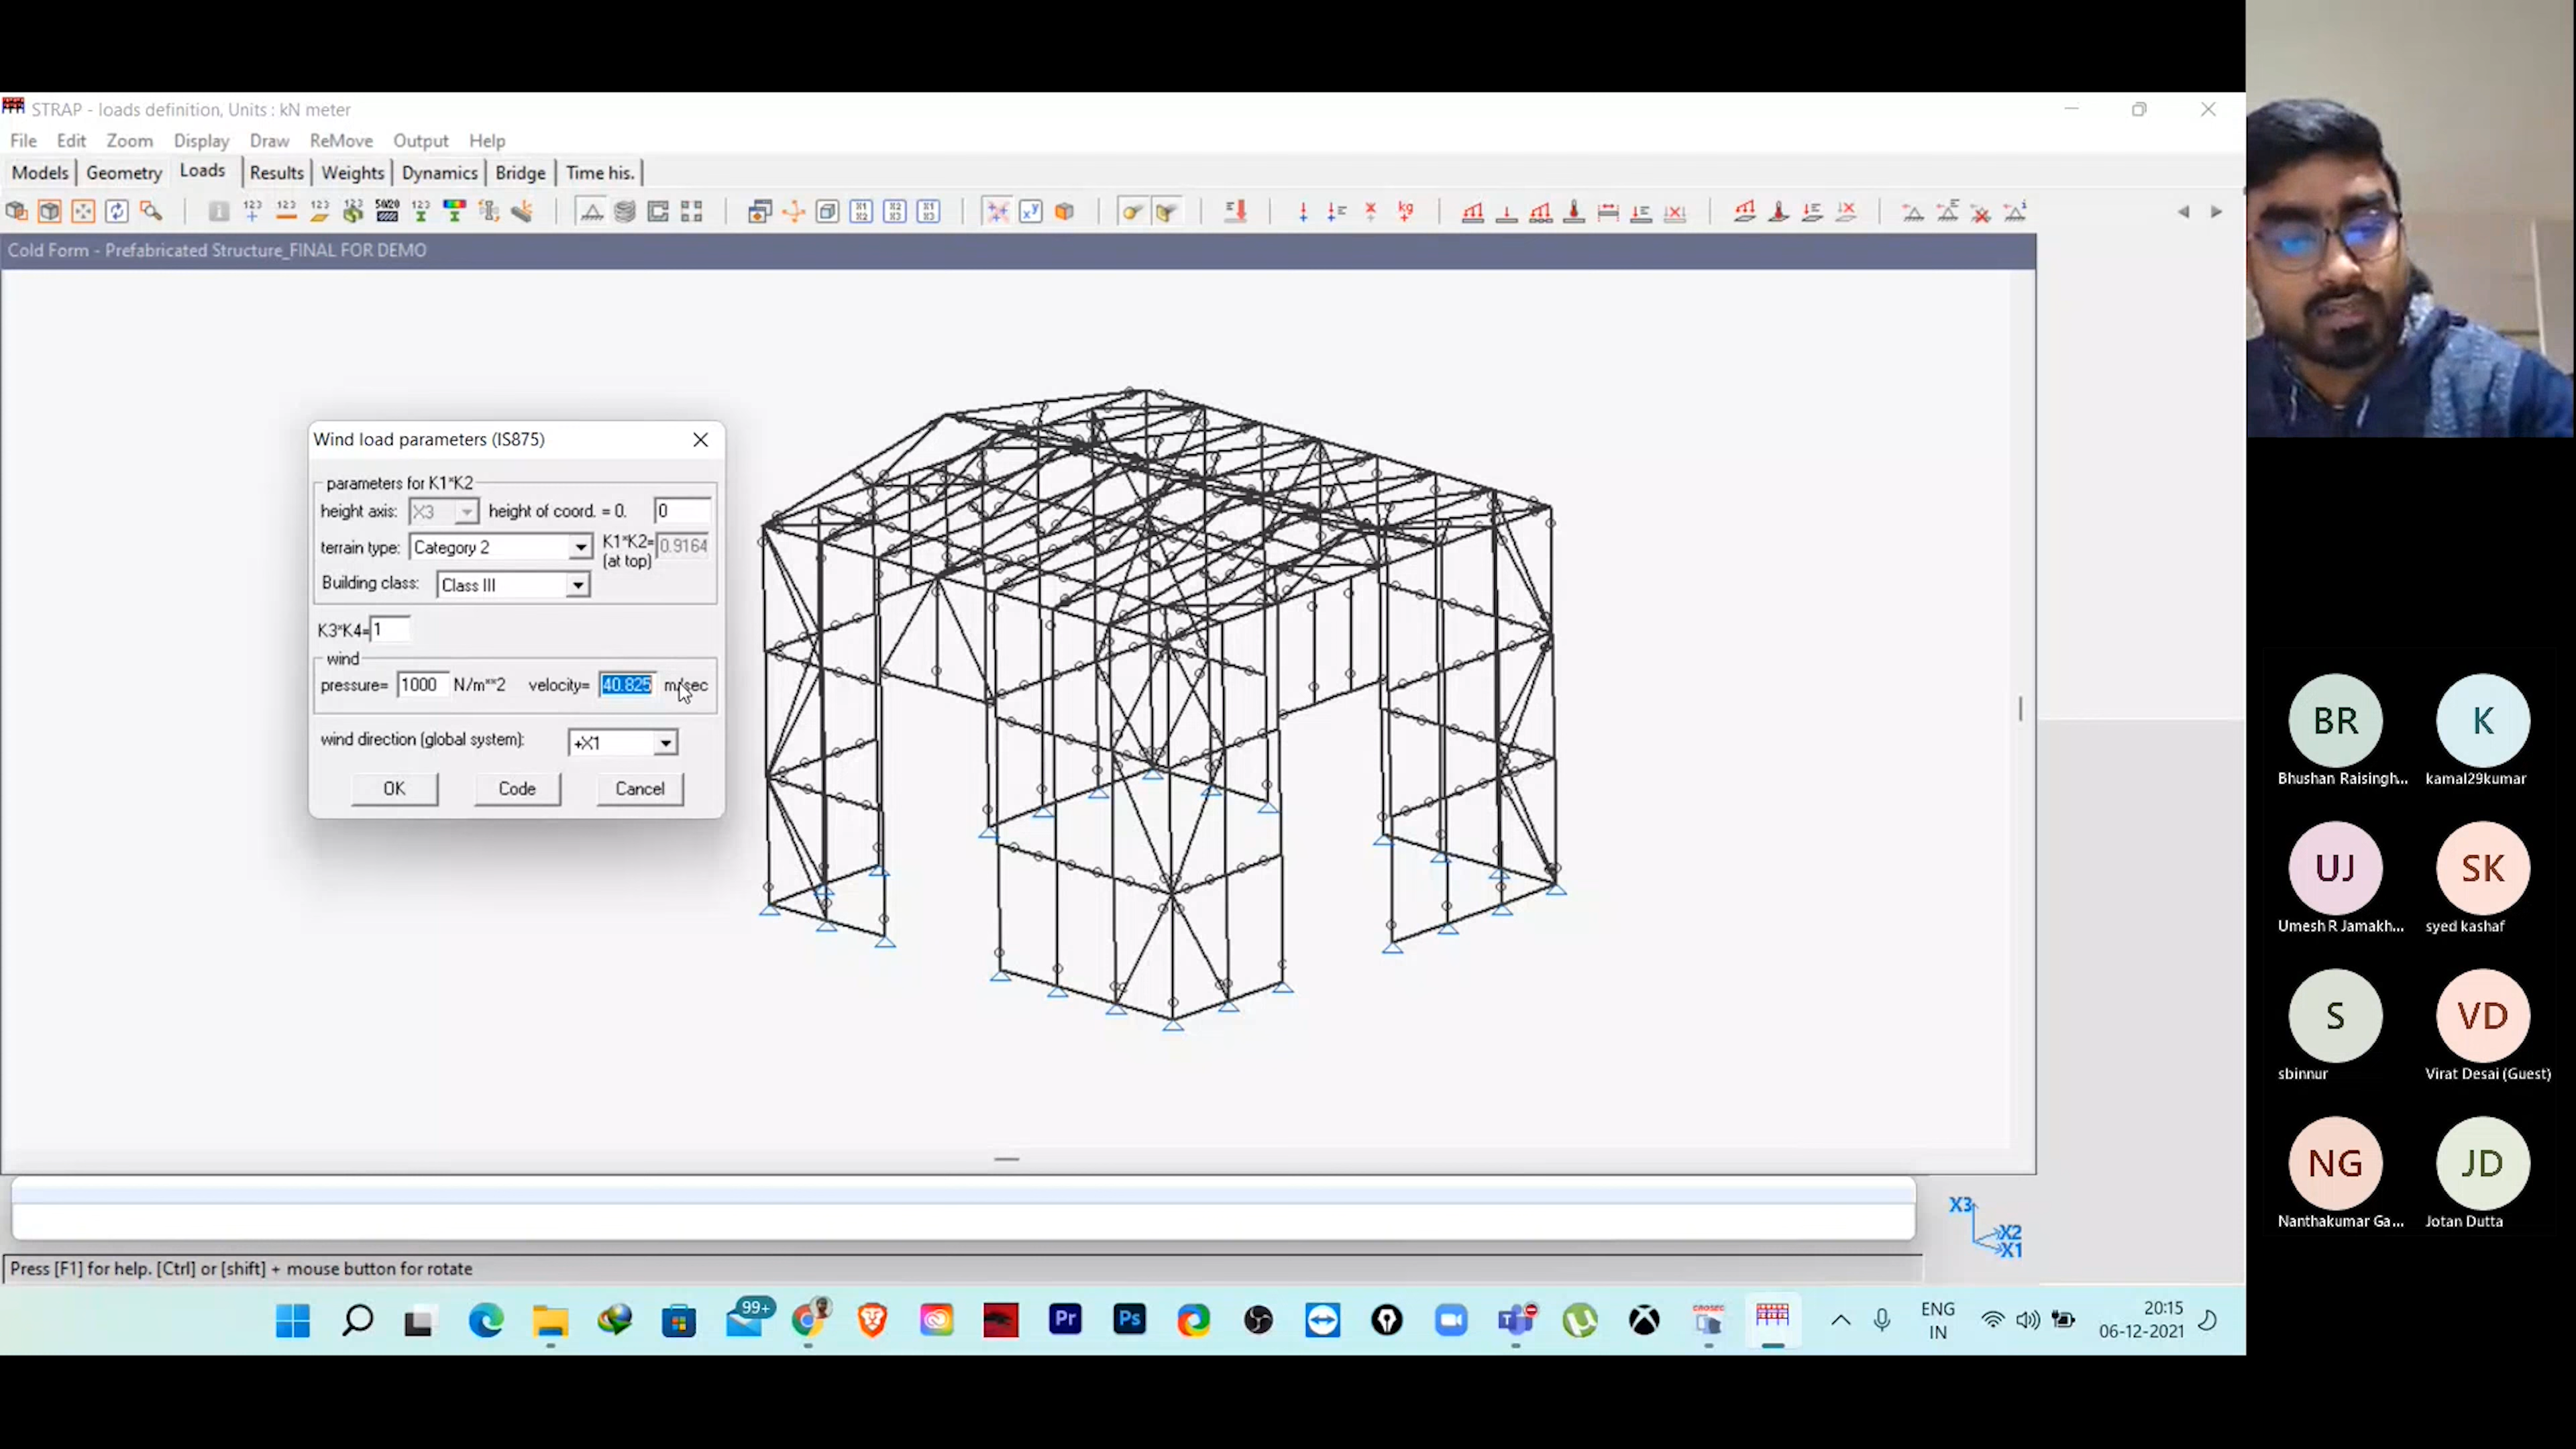 STRAP - loads definition, Units : kN meter
File Edit Zoom Display Draw ReMove Output Help
Models Geometry Loads Results Weights Dynamics Bridge Time his.
Cold Form - Prefabricated Structure_FINAL FOR DEMO
Wind load parameters (IS875)
parameters for K1*K2
height axis: X3 height of coord. = 0. 0
terrain type: Category 2 K1*K2= (at top) 0.9164
Building class: Class III
K3*K4= 1
wind
pressure= 1000 N/m**2 velocity= 40.825 m/sec
wind direction (global system): +X1
OK Code Cancel
X3
X2
X1
Press [F1] for help. [Ctrl] or [shift] + mouse button for rotate
99+
Pr
Ps
CROSEC
ENG
IN
20:15
06-12-2021
BR
Bhushan Raisingh...
K
kamal29kumar
UJ
Umesh R Jamakh...
SK
syed kashaf
S
sbinnur
VD
Virat Desai (Guest)
NG
Nanthakumar Ga...
JD
Jotan Dutta